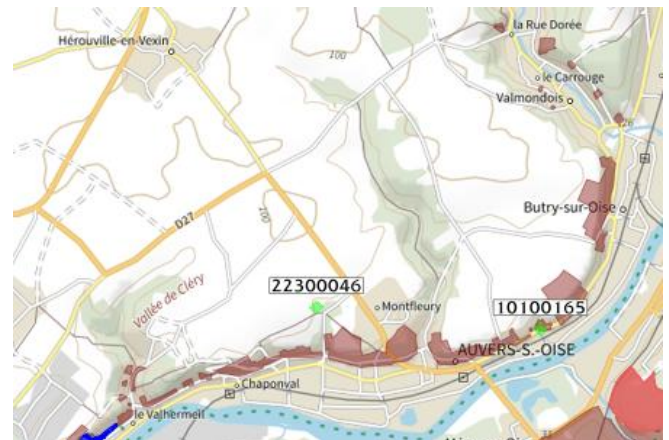 la Rue Dorée
Hérouville-en-Vexin
100
le Carrouge
Valmondois
D27
100
Butry-sur-Oise
22300046
Vallée de Cléry
Montfleury
10100165
AUVERS-S.-OISE
Chaponval
le Valhermeil